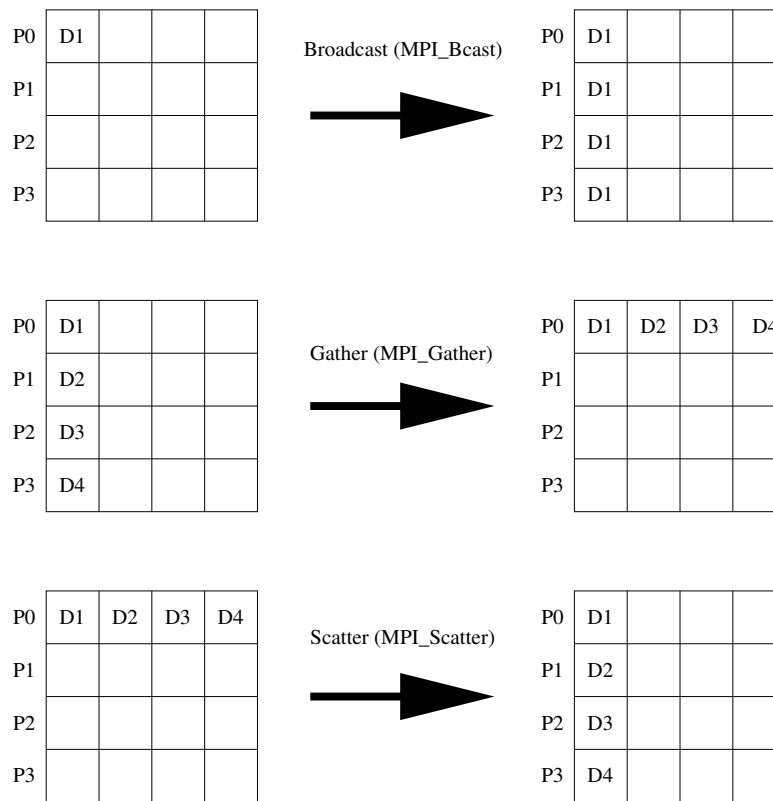 P0 D1
P1
P2
P3
Broadcast (MPI_Bcast)
P0 D1
P1 D1
P2 D1
P3 D1
P0 D1
P1 D2
P2 D3
P3 D4
Gather (MPI_Gather)
P0 D1 D2 D3 D4
P1
P2
P3
P0 D1 D2 D3 D4
P1
P2
P3
Scatter (MPI_Scatter)
P0 D1
P1 D2
P2 D3
P3 D4